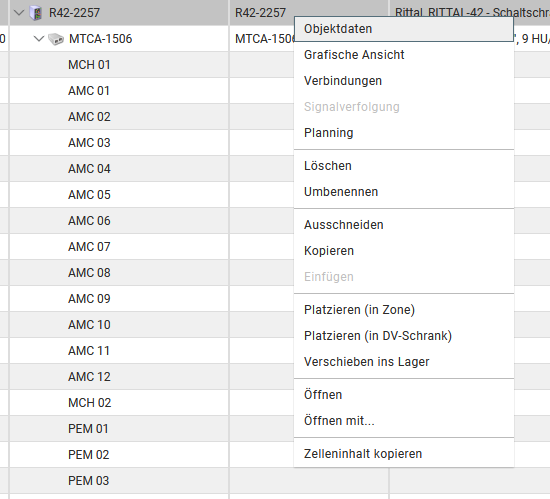 R42-2257 R42-2257 Rittal_RITTAL-42 - Schaltschr
0 MTCA-1506 MTCA-1506 ", 9 HU/
Objektdaten
Grafische Ansicht
Verbindungen
Signalverfolgung
Planning
Löschen
Umbenennen
Ausschneiden
Kopieren
Einfügen
Platzieren (in Zone)
Platzieren (in DV-Schrank)
Verschieben ins Lager
Öffnen
Öffnen mit...
Zelleninhalt kopieren
MCH 01
AMC 01
AMC 02
AMC 03
AMC 04
AMC 05
AMC 06
AMC 07
AMC 08
AMC 09
AMC 10
AMC 11
AMC 12
MCH 02
PEM 01
PEM 02
PEM 03